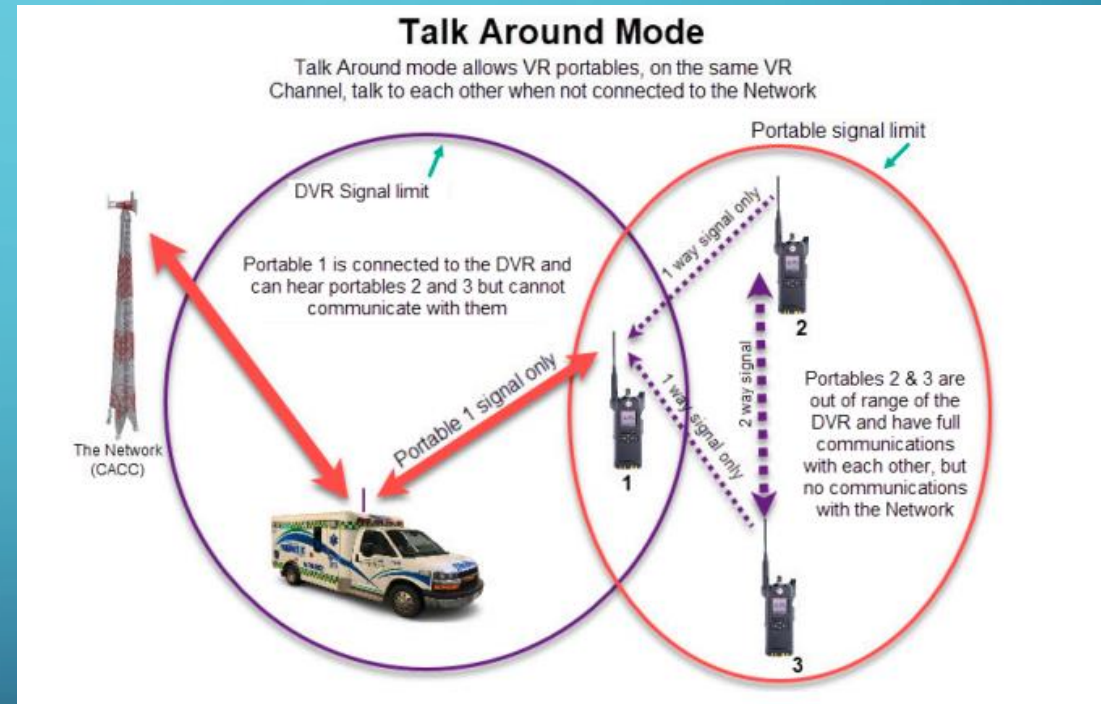 Talk Around Mode
Talk Around mode allows VR portables, on the same VR
Channel, talk to each other when not connected to the Network
Portable signal limit
DVR Signal limit
1 way signal only
Portable 1 is connected to the DVR and
can hear portables 2 and 3 but cannot
communicate with them
2
Portable 1 signal only
1 way signal only
2 way signal
1
Portables 2 & 3 are
out of range of the
DVR and have full
communications
with each other, but
no communications
with the Network
The Network
(CACC)
3